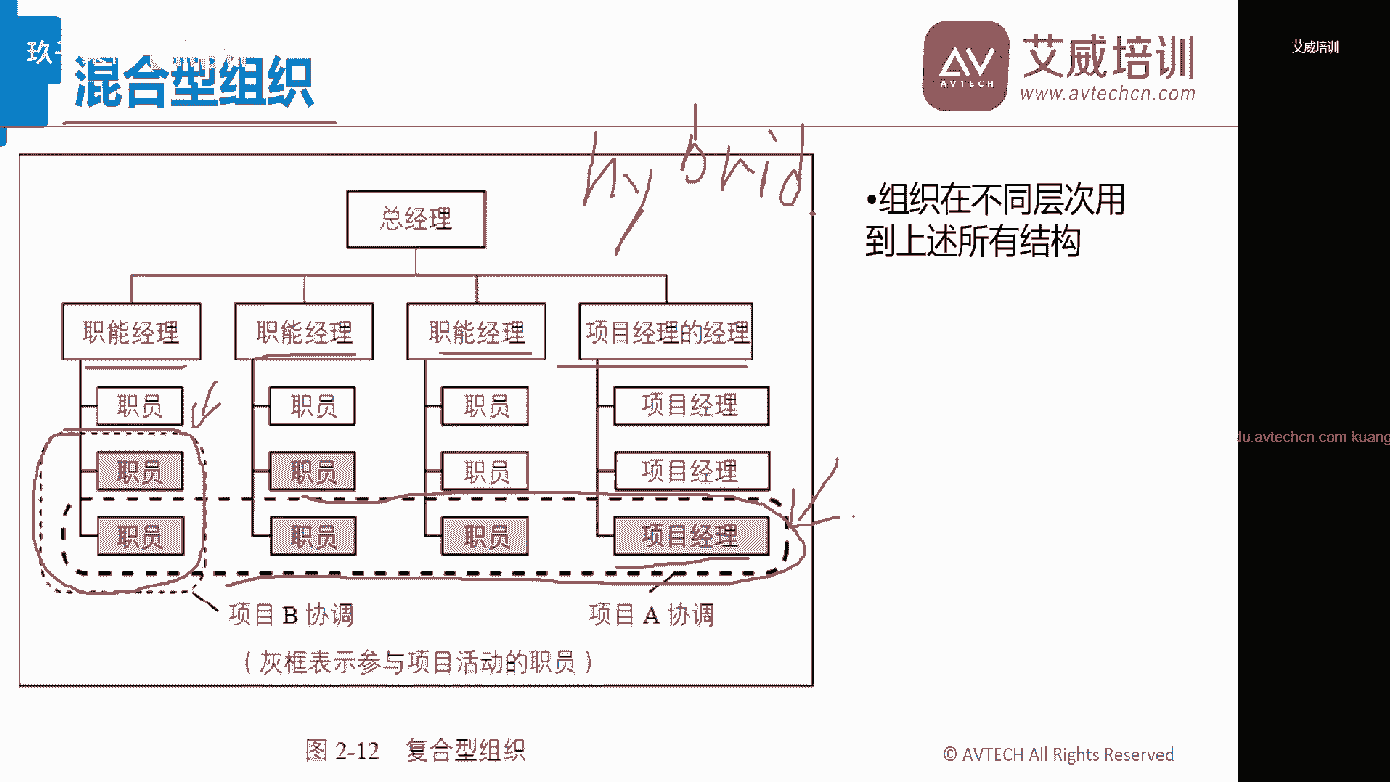 玖
混合型组织
AV
AVTECH
艾威培训
www.avtechcn.com
艾威培训
hybrid
•组织在不同层次用
到上述所有结构
总经理
职能经理 职能经理 职能经理 项目经理的经理
职员 职员 职员 项目经理
职员 职员 职员 项目经理
职员 职员 职员 项目经理
du.avtechcn.com kuang
项目 B 协调 项目 A 协调
（灰框表示参与项目活动的职员）
图 2-12 复合型组织
© AVTECH All Rights Reserved